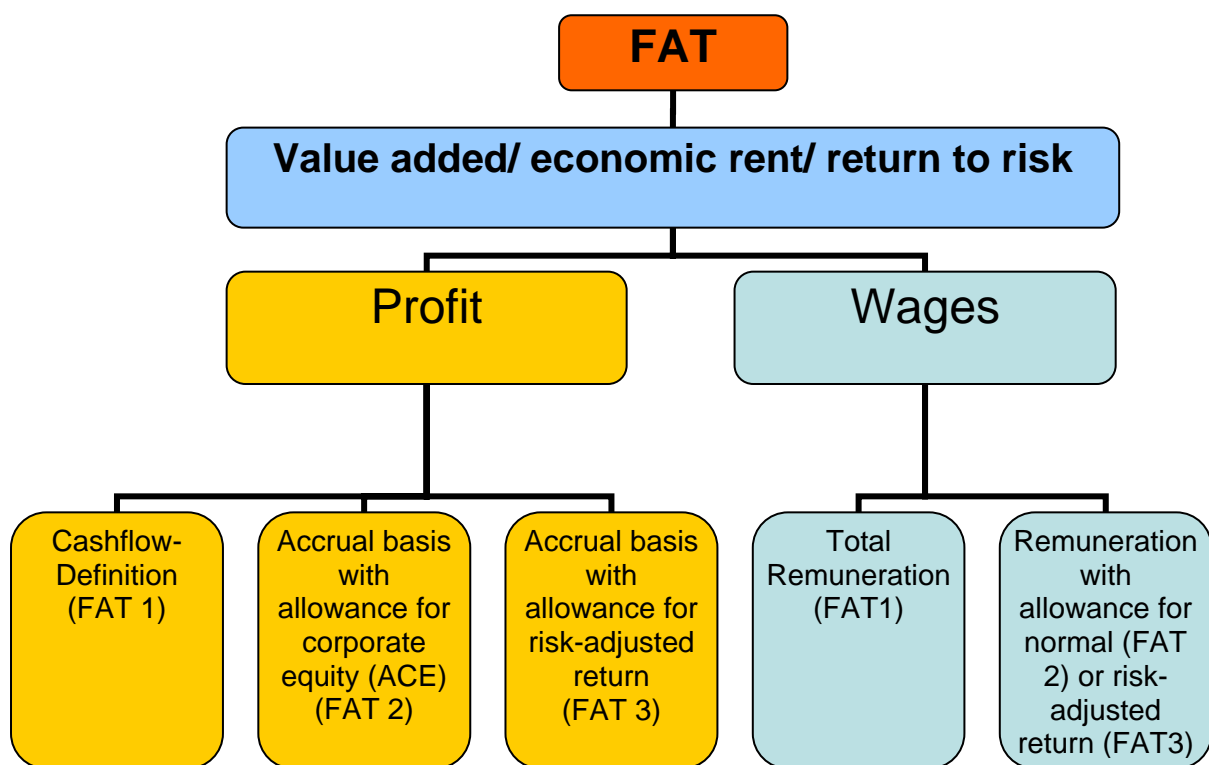 FAT
Value added/ economic rent/ return to risk
Profit
Wages
Cashflow-
Definition
(FAT 1)
Accrual basis
with
allowance for
corporate
equity (ACE)
(FAT 2)
Accrual basis
with
allowance for
risk-adjusted
return
(FAT 3)
Total
Remuneration
(FAT1)
Remuneration
with
allowance for
normal (FAT
2) or risk-
adjusted
return (FAT3)